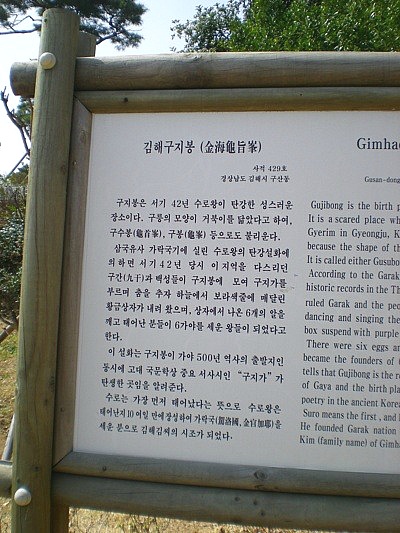 김해구지봉 (金海龜旨峯)
사적 429호
경상남도 김해시 구산동
구지봉은 서기 42년 수로왕이 탄강한 성스러운
장소이다. 구릉의 모양이 거북이를 닮았다고 하여,
구수봉(龜首峯), 구봉(龜峯) 등으로도 불리운다.
삼국유사 가락국기에 실린 수로왕의 탄강설화에
의하면 서기 42년 당시 이 지역을 다스리던
구간(九干)과 백성들이 구지봉에 모여 구지가를
부르며 춤을 추자 하늘에서 보라색줄에 매달린
황금상자가 내려 왔으며, 상자에서 나온 6개의 알을
깨고 태어난 분들이 6가야를 세운 왕들이 되었다고
한다.
이 설화는 구지봉이 가야 500년 역사의 출발지인
동시에 고대 국문학상 중요 서사시인 "구지가"가
탄생한 곳임을 알려준다.
수로는 가장 먼저 태어났다는 뜻으로 수로왕은
태어난지 10여일 만에 장성하여 가락국(駕洛國, 金官加耶)을
세운 분으로 김해김씨의 시조가 되었다.
Gimhae
Gusan-dong
Gujibong is the birth p
It is a scared place wh
Gyerim in Gyeongju, K
because the shape of th
It is called either Gusubo
According to the Garak
historic records in the Th
ruled Garak and the peo
dancing and singing the
box suspend with purple
There were six eggs a
became the founders of
tells that Gujibong is the r
of Gaya and the birth pla
poetry in the ancient Korea
Suro means the first , and l
He founded Garak nation
Kim (family name) of Gimha